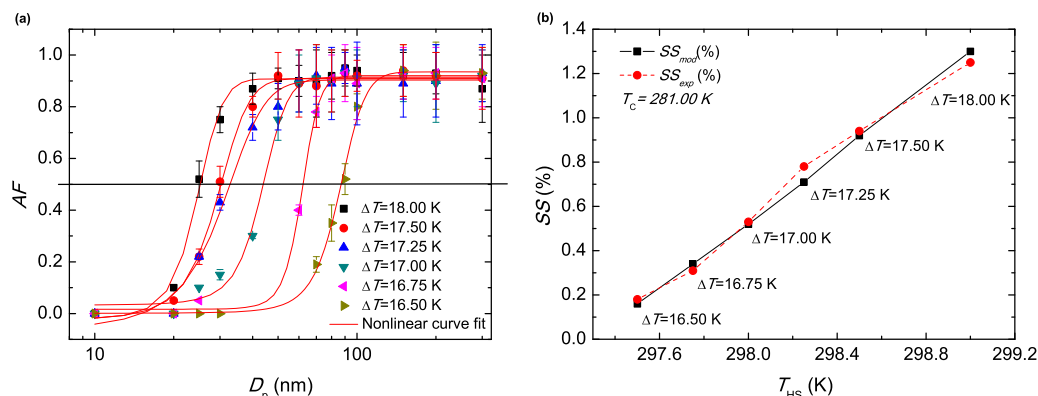 (a)
1.0
0.8
0.6
0.4
0.2
0.0
AF
10
100
Dp (nm)
ΔT=18.00 K
ΔT=17.50 K
ΔT=17.25 K
ΔT=17.00 K
ΔT=16.75 K
ΔT=16.50 K
Nonlinear curve fit
(b)
1.4
1.2
1.0
0.8
0.6
0.4
0.2
0.0
SS (%)
SSmod(%)
SSexp(%)
TC= 281.00 K
ΔT=18.00 K
ΔT=17.50 K
ΔT=17.25 K
ΔT=17.00 K
ΔT=16.75 K
ΔT=16.50 K
297.6
298.0
298.4
298.8
299.2
THS (K)